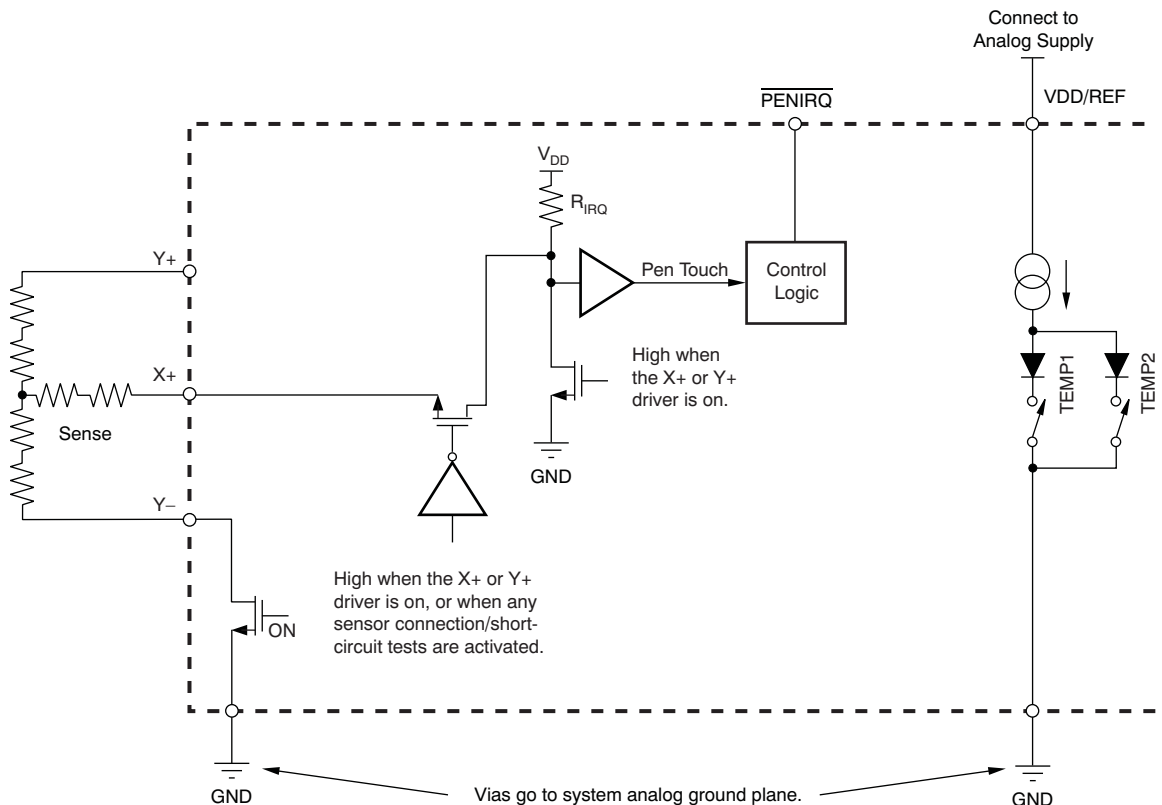 Connect to
Analog Supply
PENIRQ
VDD/REF
VDD
RIRQ
Y+
Pen Touch
Control
Logic
High when
the X+ or Y+
driver is on.
TEMP1
TEMP2
X+
Sense
GND
Y–
High when the X+ or Y+
driver is on, or when any
sensor connection/short-
circuit tests are activated.
ON
GND
Vias go to system analog ground plane.
GND